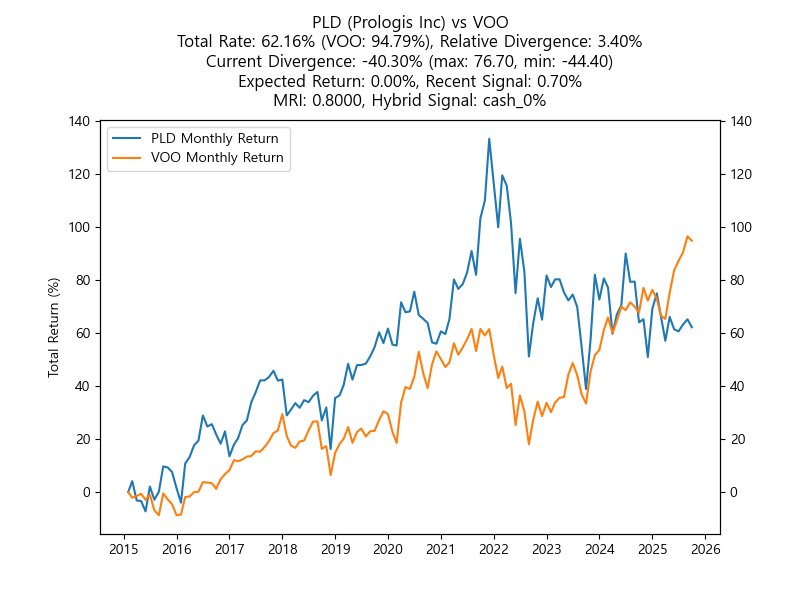 PLD (Prologis Inc) vs VOO
Total Rate: 62.16% (VOO: 94.79%), Relative Divergence: 3.40%
Current Divergence: -40.30% (max: 76.70, min: -44.40)
Expected Return: 0.00%, Recent Signal: 0.70%
MRI: 0.8000, Hybrid Signal: cash_0%
PLD Monthly Return
VOO Monthly Return
Total Return (%)
140
120
100
80
60
40
20
0
140
120
100
80
60
40
20
0
2015 2016 2017 2018 2019 2020 2021 2022 2023 2024 2025 2026